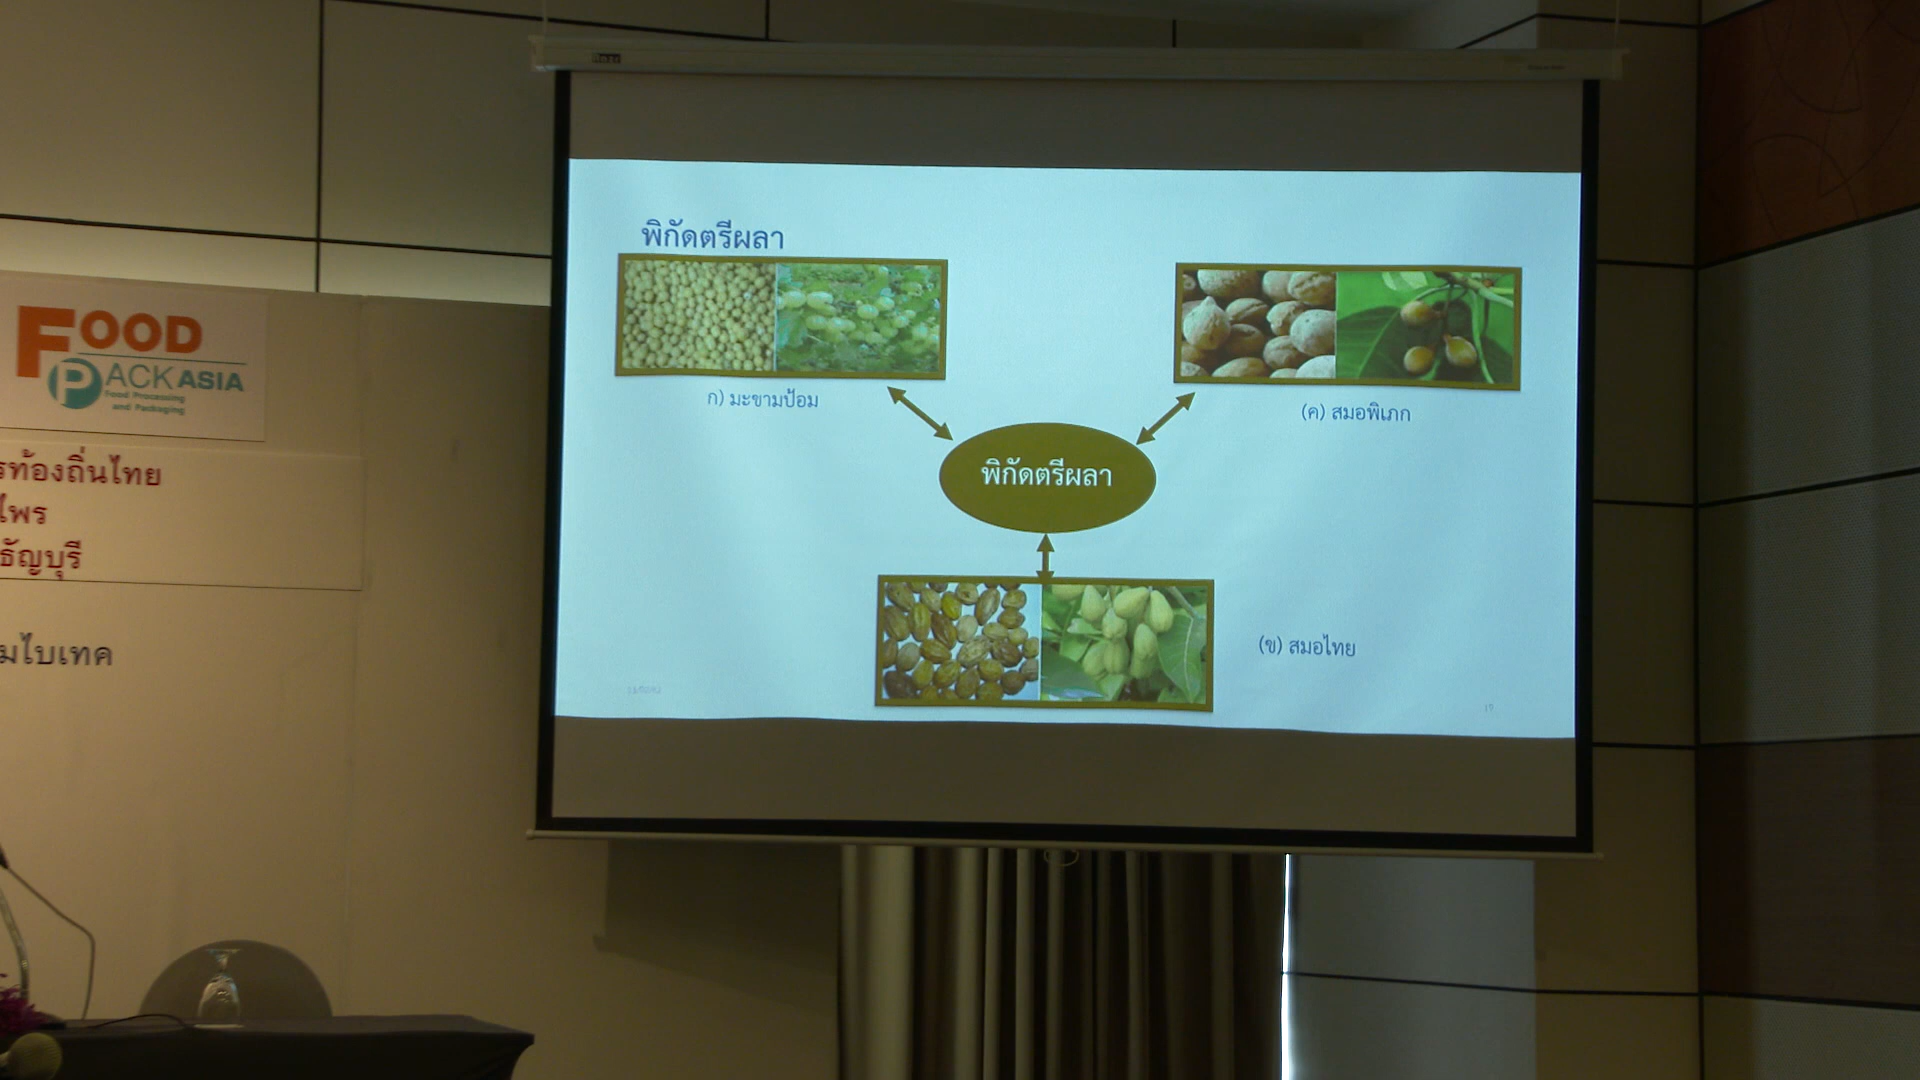 FOOD
PACK ASIA
Food Processing
and Packaging
รท้องถิ่นไทย
ไพร
ธัญบุรี
มไบเทค
พิกัดตรีผลา
ก) มะขามป้อม
(ค) สมอพิเภก
พิกัดตรีผลา
(ข) สมอไทย
19